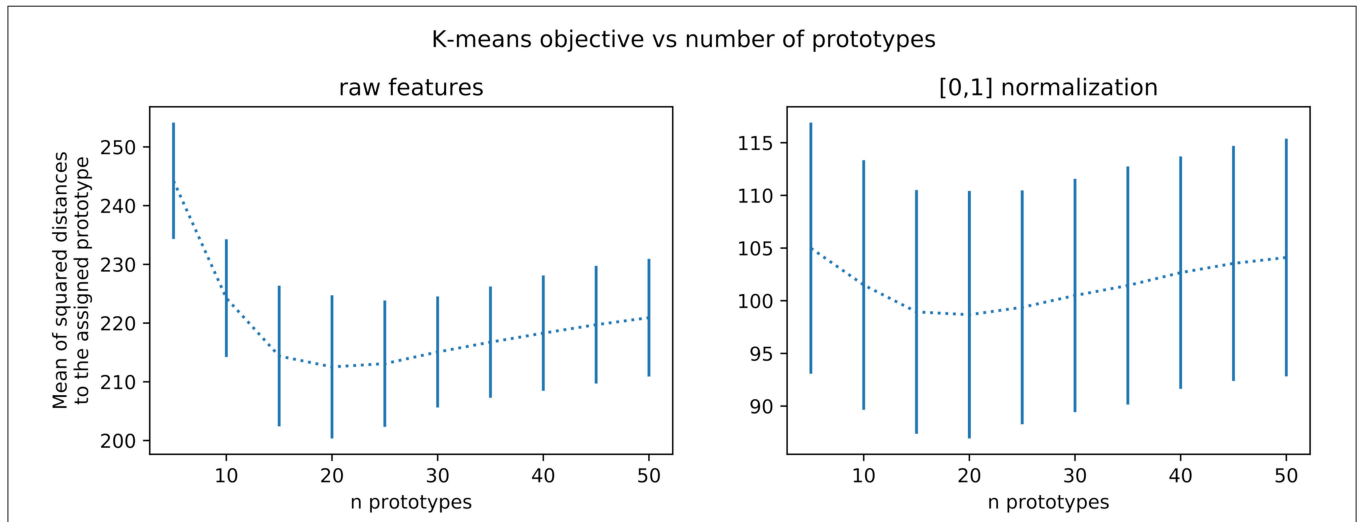 K-means objective vs number of prototypes
raw features
Mean of squared distances
to the assigned prototype
250
240
230
220
210
200
10 20 30 40 50
n prototypes
[0,1] normalization
115
110
105
100
95
90
10 20 30 40 50
n prototypes